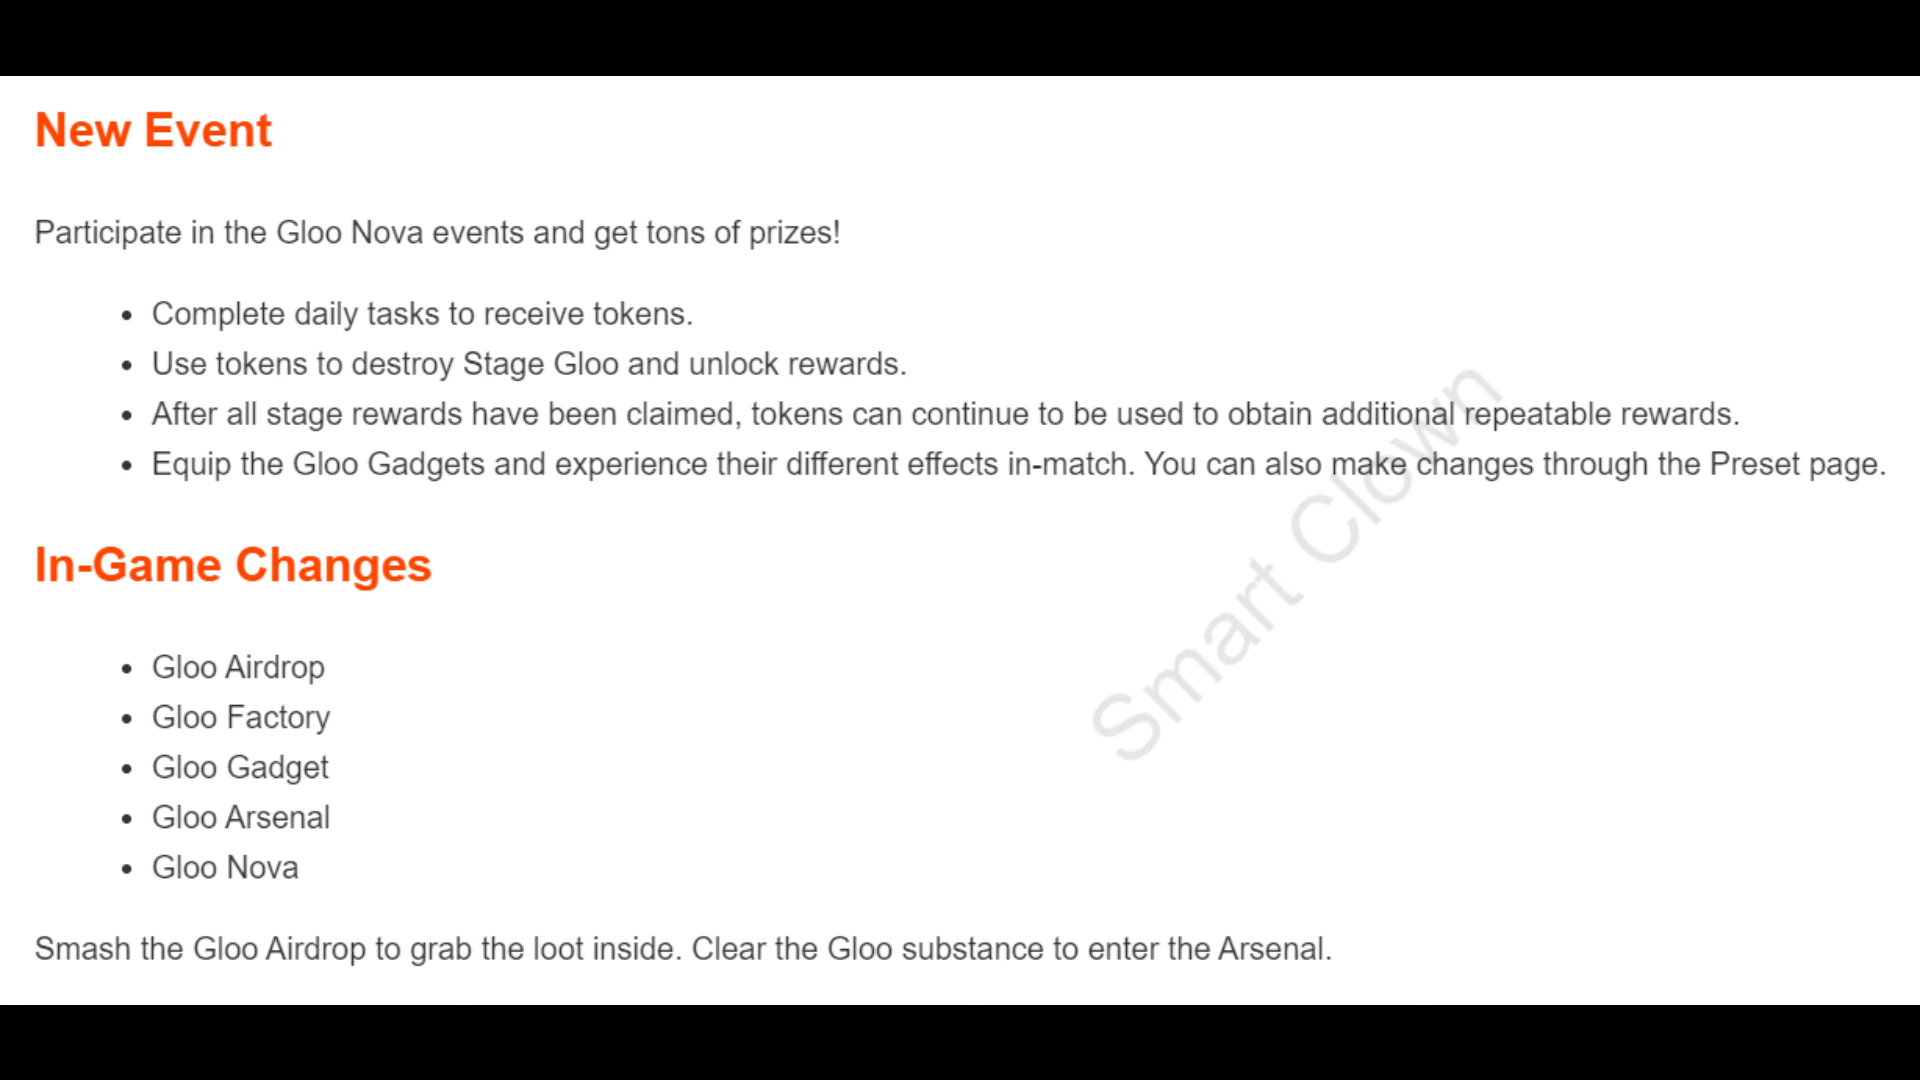 New Event
Participate in the Gloo Nova events and get tons of prizes!
• Complete daily tasks to receive tokens.
• Use tokens to destroy Stage Gloo and unlock rewards.
• After all stage rewards have been claimed, tokens can continue to be used to obtain additional repeatable rewards.
• Equip the Gloo Gadgets and experience their different effects in-match. You can also make changes through the Preset page.
In-Game Changes
• Gloo Airdrop
• Gloo Factory
• Gloo Gadget
• Gloo Arsenal
• Gloo Nova
Smash the Gloo Airdrop to grab the loot inside. Clear the Gloo substance to enter the Arsenal.
Smart Clown